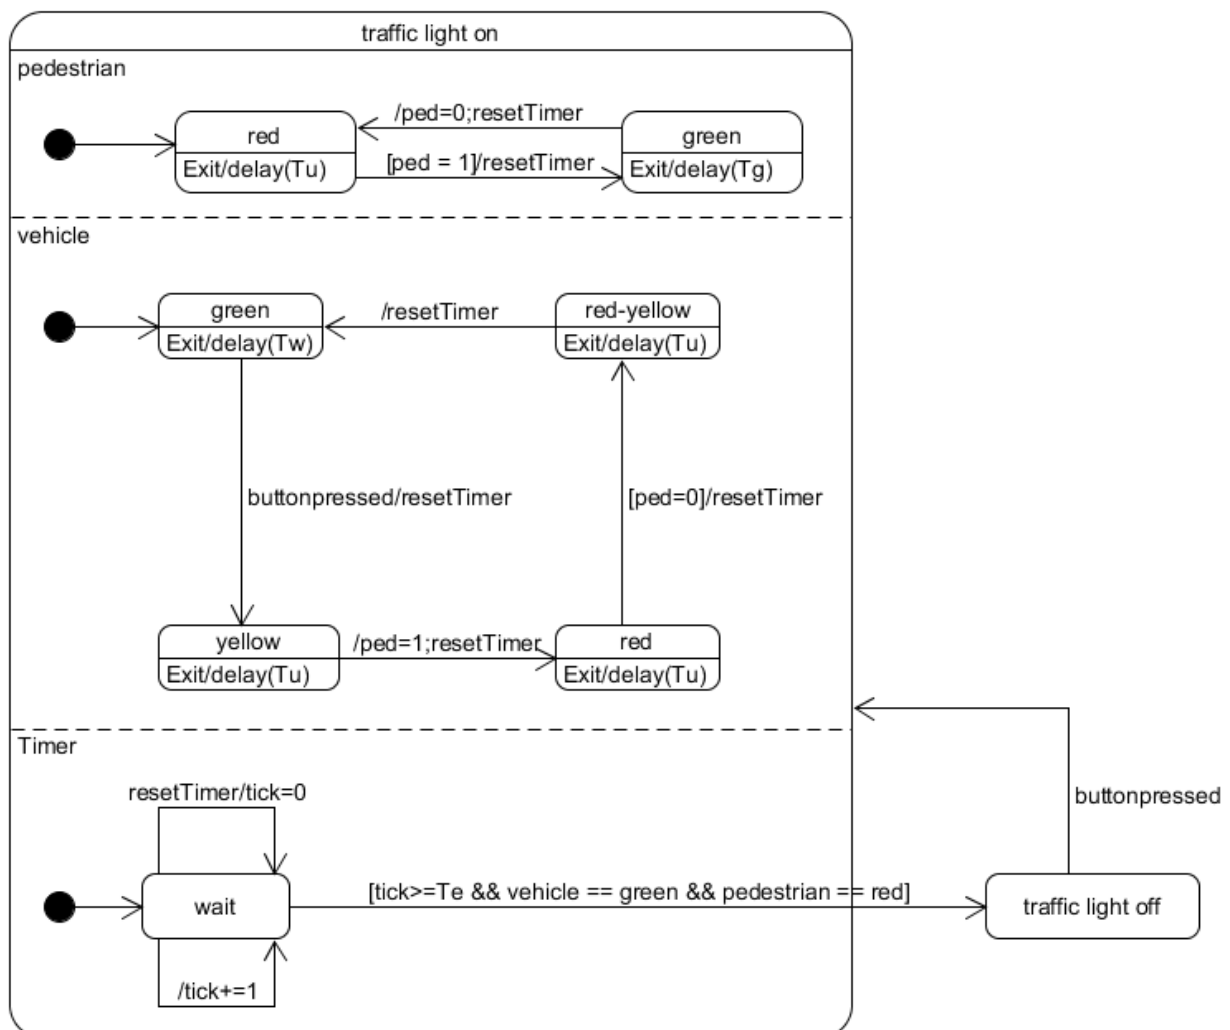 traffic light on
pedestrian
/ped=0;resetTimer
red
green
Exit/delay(Tu)
[ped = 1]/resetTimer
Exit/delay(Tg)
vehicle
green
/resetTimer
red-yellow
Exit/delay(Tw)
Exit/delay(Tu)
buttonpressed/resetTimer
[ped=0]/resetTimer
yellow
/ped=1;resetTimer
red
Exit/delay(Tu)
Exit/delay(Tu)
Timer
resetTimer/tick=0
buttonpressed
wait
[tick>=Te && vehicle == green && pedestrian == red]
traffic light off
/tick+=1